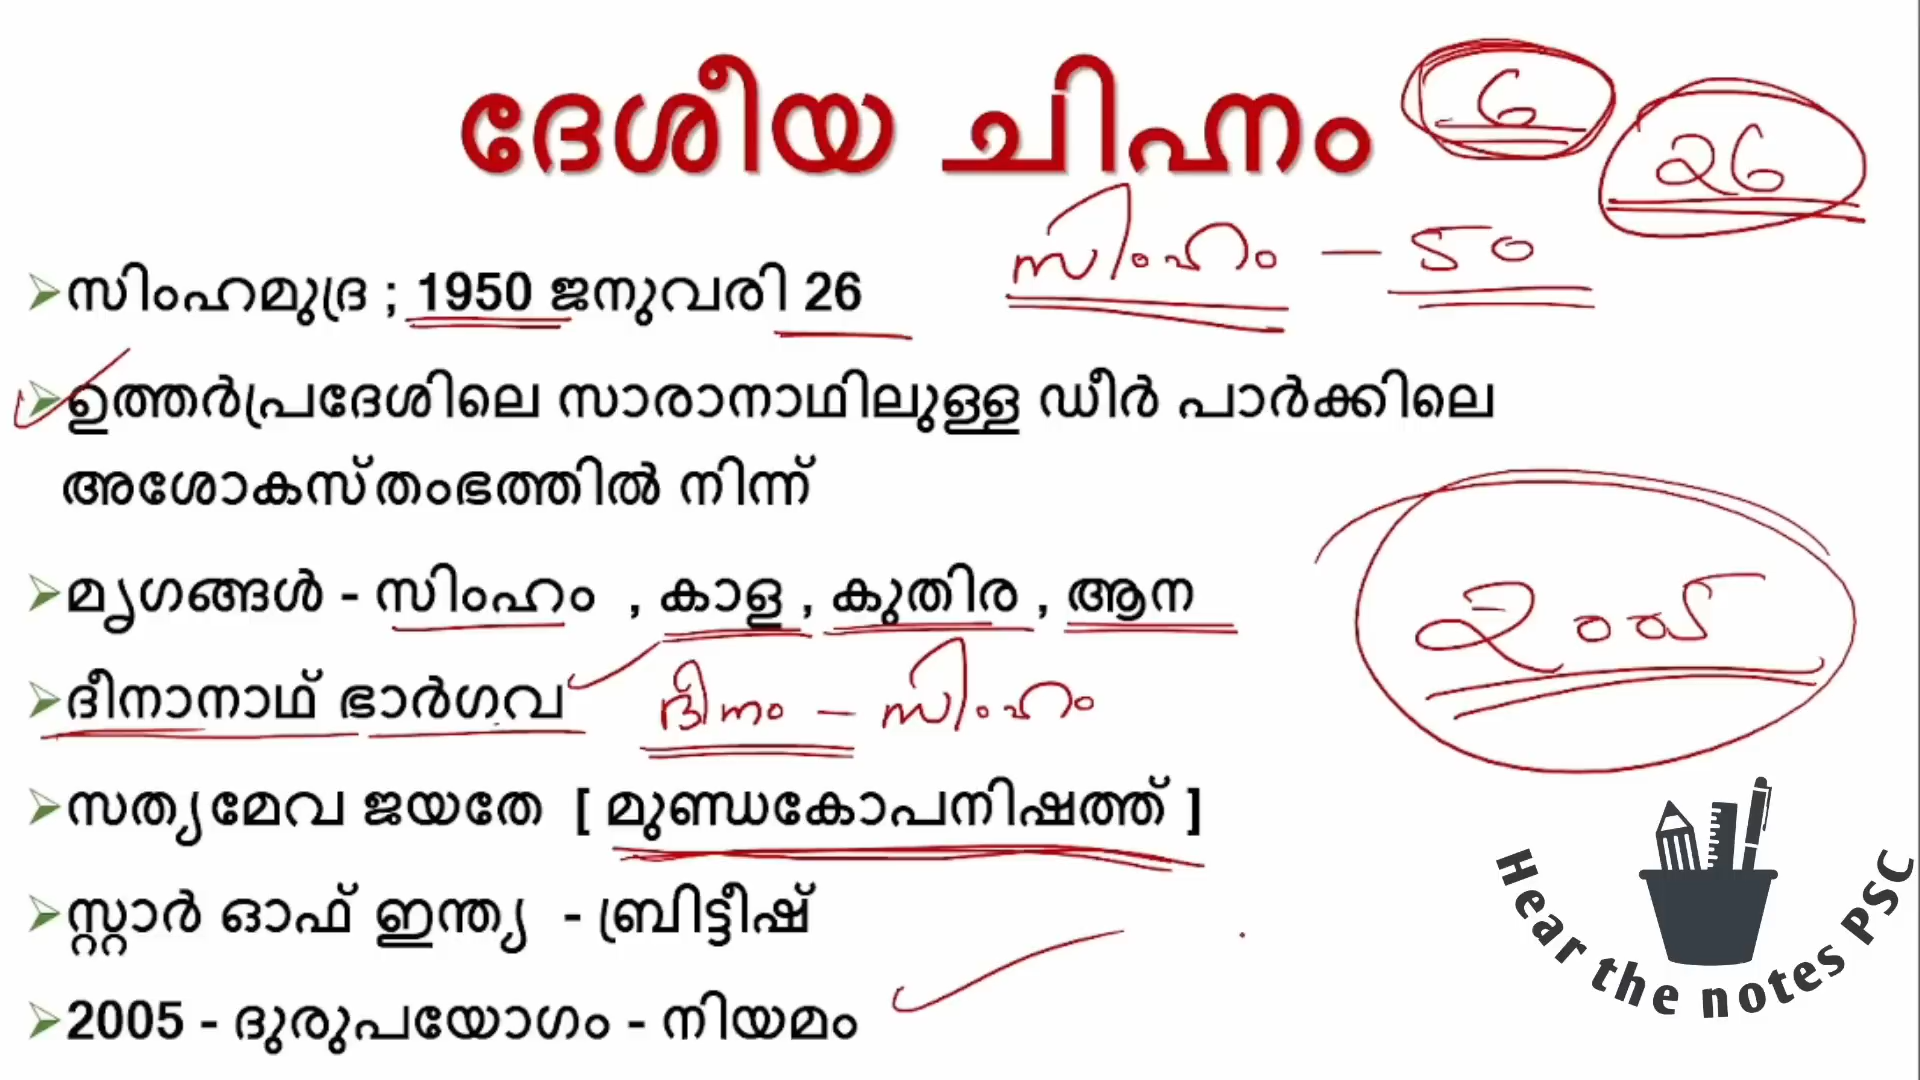 ദേശീയ ചിഹ്നം
6
26
സിംഹം - 50
സിംഹമുദ്ര ; 1950 ജനുവരി 26
ഉത്തർപ്രദേശിലെ സാരാനാഥിലുള്ള ഡീർ പാർക്കിലെ
അശോകസ്തംഭത്തിൽ നിന്ന്
2005
മൃഗങ്ങൾ - സിംഹം , കാള , കുതിര , ആന
ദീനാനാഥ് ഭാർഗവ
ദീനം - സിംഹം
സത്യമേവ ജയതേ [ മുണ്ഡകോപനിഷത്ത് ]
സ്റ്റാർ ഓഫ് ഇന്ത്യ - ബ്രിട്ടീഷ്
2005 - ദുരുപയോഗം - നിയമം
Hear the notes PSC